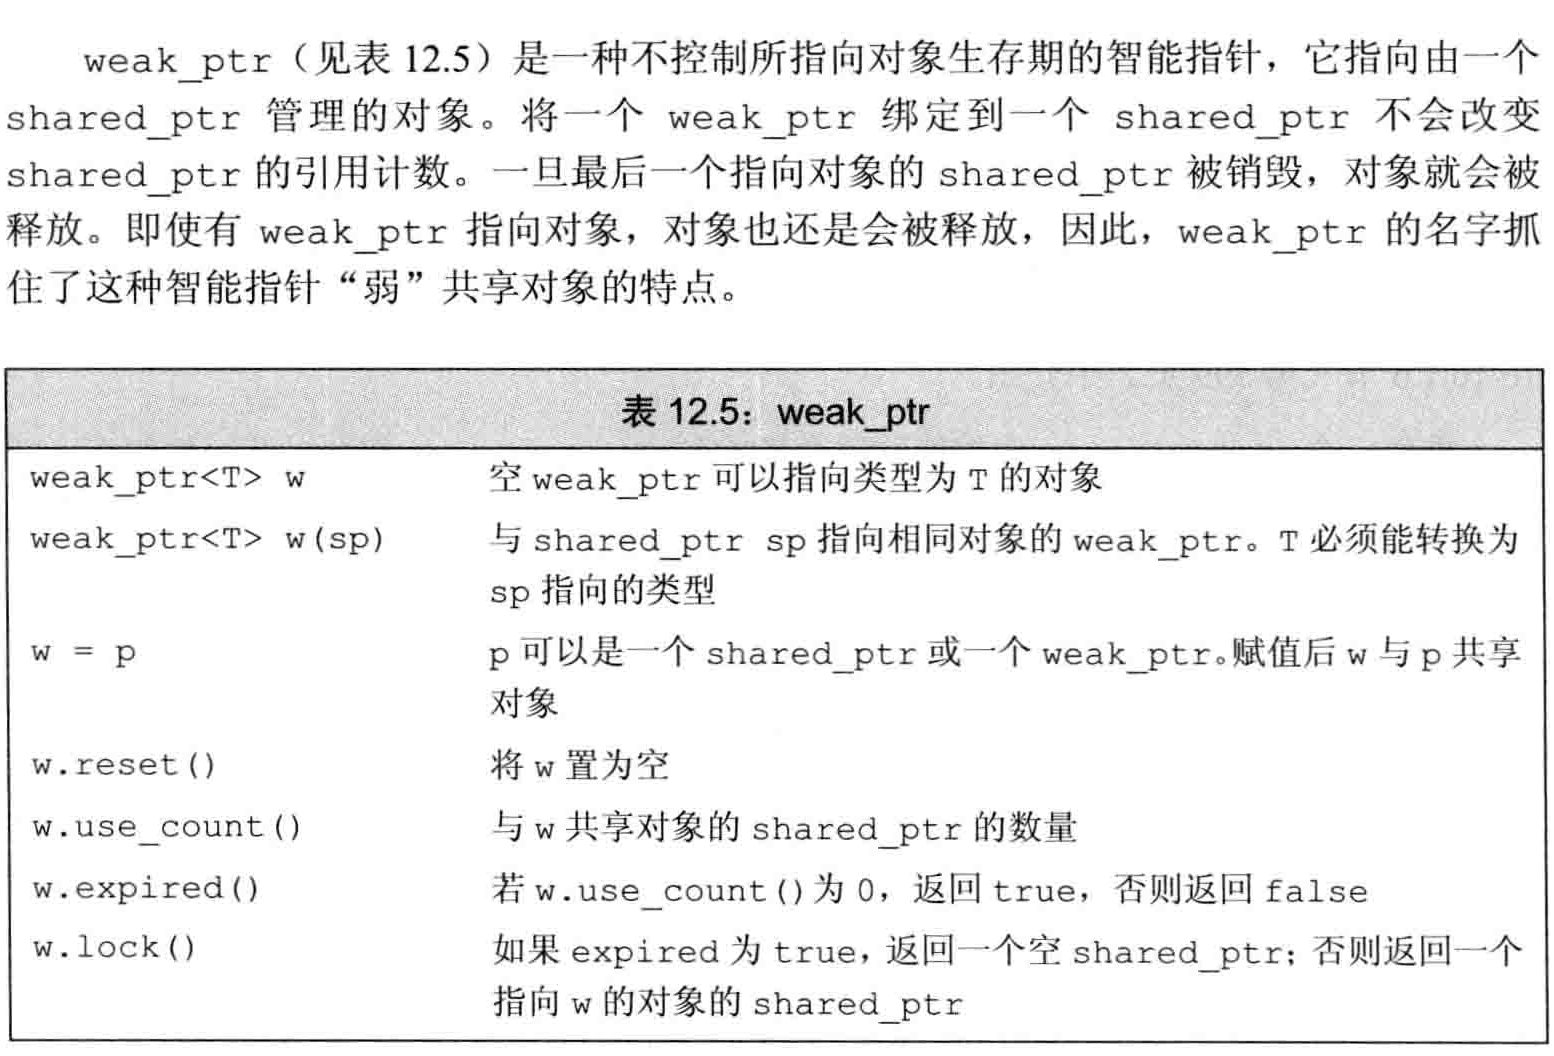 weak_ptr（见表 12.5）是一种不控制所指向对象生存期的智能指针，它指向由一个
shared_ptr 管理的对象。将一个 weak_ptr 绑定到一个 shared_ptr 不会改变
shared_ptr 的引用计数。一旦最后一个指向对象的 shared_ptr 被销毁，对象就会被
释放。即使有 weak_ptr 指向对象，对象也还是会被释放，因此，weak_ptr 的名字抓
住了这种智能指针“弱”共享对象的特点。
表 12.5：weak_ptr
weak_ptr<T> w 空 weak_ptr 可以指向类型为 T 的对象
weak_ptr<T> w(sp) 与 shared_ptr sp 指向相同对象的 weak_ptr。T 必须能转换为
sp 指向的类型
w = p p 可以是一个 shared_ptr 或一个 weak_ptr。赋值后 w 与 p 共享
对象
w.reset() 将 w 置为空
w.use_count() 与 w 共享对象的 shared_ptr 的数量
w.expired() 若 w.use_count()为 0，返回 true，否则返回 false
w.lock() 如果 expired 为 true，返回一个空 shared_ptr；否则返回一个
指向 w 的对象的 shared_ptr